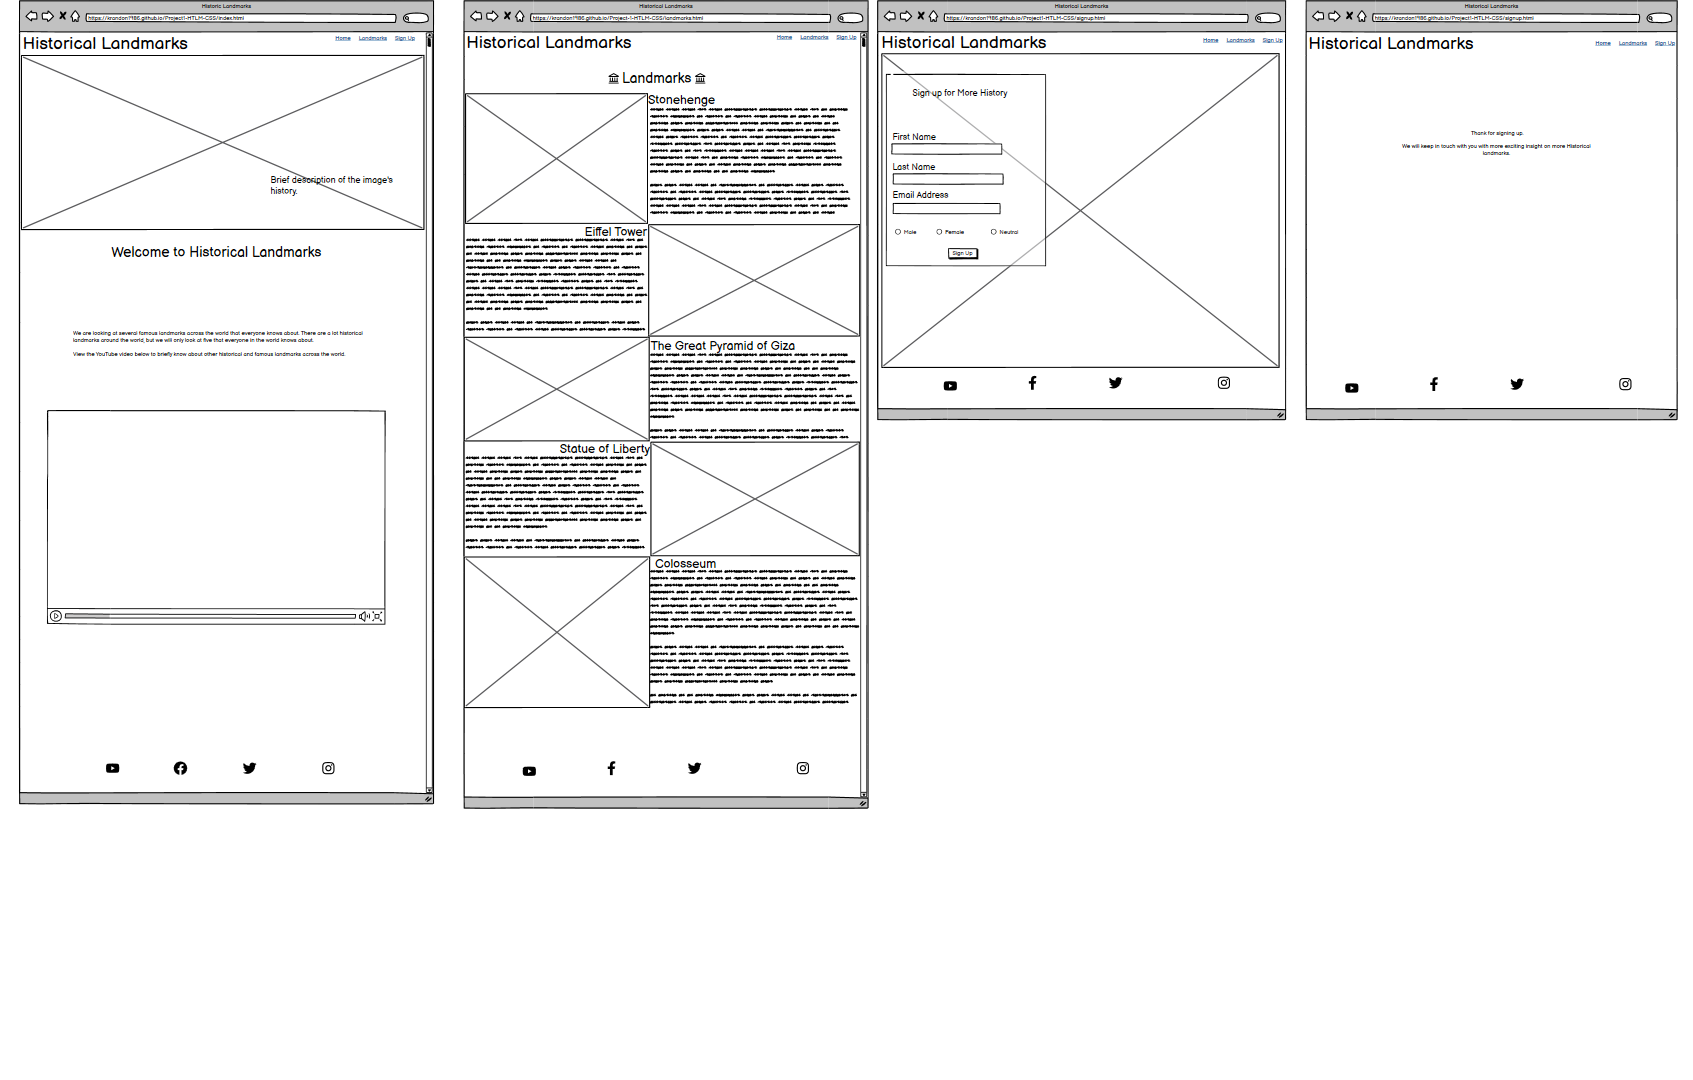 Historic Landmarks
https://krandon1986.github.io/Project1-HTLM-CSS/index.html
Historical Landmarks
Home Landmarks Sign Up
Brief description of the image's
history.
Welcome to Historical Landmarks
We are looking at several famous landmarks across the world that everyone knows about. There are a lot historical
landmarks around the world, but we will only look at five that everyone in the world knows about.
View the YouTube video below to briefly know about other historical and famous landmarks across the world.
Historical Landmarks
https://krandon1986.github.io/Project-1-HTML-CSS/landmarks.html
Historical Landmarks
Home Landmarks Sign Up
Landmarks
Stonehenge
Eiffel Tower
The Great Pyramid of Giza
Statue of Liberty
Colosseum
Historical Landmarks
https://krandon1986.github.io/Project1-HTLM-CSS/signup.html
Historical Landmarks
Home Landmarks Sign Up
Sign up for More History
First Name
Last Name
Email Address
Male Female Neutral
Sign Up
Historical Landmarks
https://krandon1986.github.io/Project1-HTLM-CSS/signup.html
Historical Landmarks
Home Landmarks Sign Up
Thank for signing up.
We will keep in touch with you with more exciting insight on more Historical
landmarks.